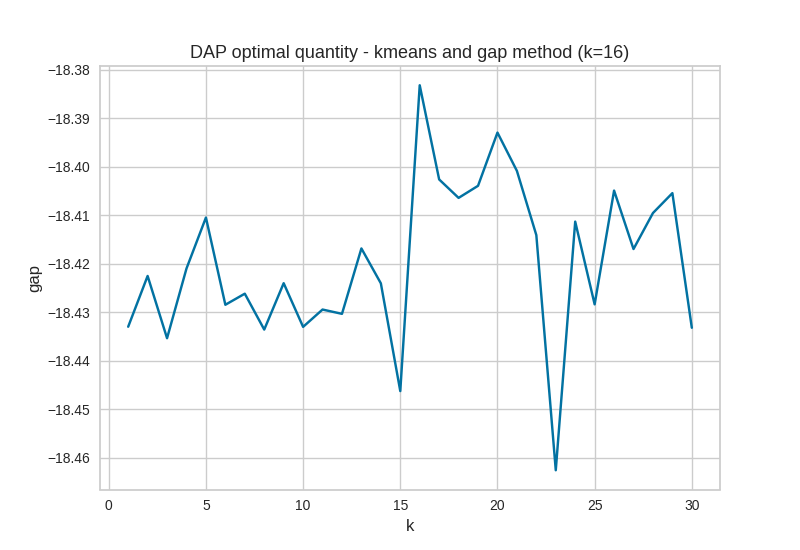 DAP optimal quantity - kmeans and gap method (k=16)
−18.38
−18.39
−18.40
−18.41
−18.42
−18.43
−18.44
−18.45
−18.46
gap
0 5 10 15 20 25 30
k